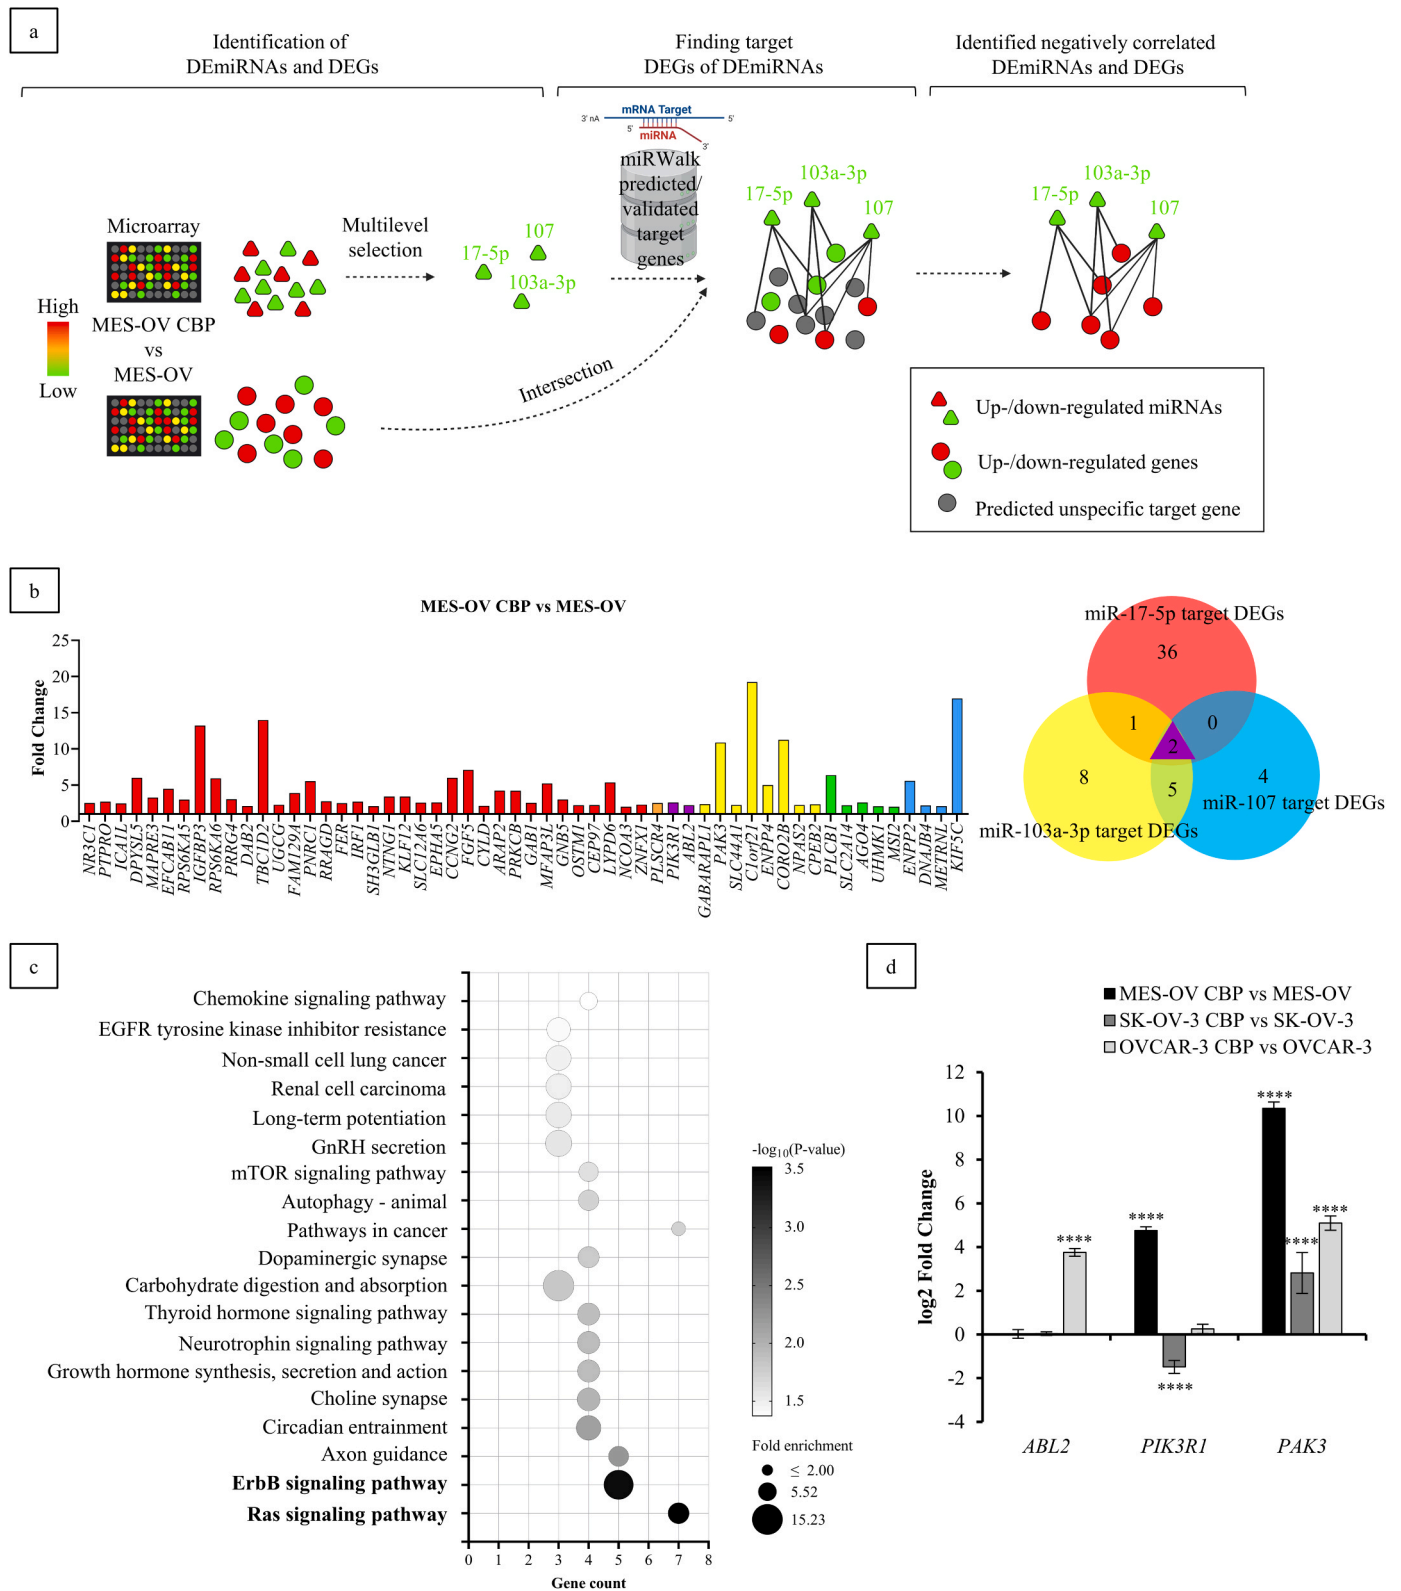 a
Identification of
DEmiRNAs and DEGs
Finding target
DEGs of DEmiRNAs
Identified negatively correlated
DEmiRNAs and DEGs
mRNA Target
3' nA
5'
5'
miRNA
3'
miRWalk
predicted/
validated
target
genes
Microarray
Multilevel
selection
107
17-5p
103a-3p
103a-3p
17-5p
107
103a-3p
17-5p
107
High
Low
MES-OV CBP
vs
MES-OV
Intersection
Up-/down-regulated miRNAs
Up-/down-regulated genes
Predicted unspecific target gene
b
MES-OV CBP vs MES-OV
Fold Change
25
20
15
10
5
0
NR3C1
PTPRO
ICA1L
DPYSL5
MAPRE3
EFCAB11
RPS6KA5
IGFBP3
RPS6KA6
PRRG4
DAB2
TBC1D2
UGCG
FAM129A
PNRC1
RRAGD
FER
IRF1
SH3GLB1
NTNG1
KLF12
SLC12A6
EPHA5
CCNG2
FGF5
CYLD
ARAP2
PRKCB
GAB1
MFAP3L
GNB5
OSTM1
CEP97
LYPD6
NCOA3
ZNFX1
PLSCR4
PIK3R1
ABL2
GABARAPL1
PAK3
SLC44A1
C1orf21
ENPP4
CORO2B
NPAS2
CPEB2
PLCB1
SLC2A14
AGO4
UHMK1
MSI2
ENPP2
DNAJB4
METRNL
KIF5C
miR-17-5p target DEGs
36
1
0
2
8
5
4
miR-107 target DEGs
miR-103a-3p target DEGs
c
Chemokine signaling pathway
EGFR tyrosine kinase inhibitor resistance
Non-small cell lung cancer
Renal cell carcinoma
Long-term potentiation
GnRH secretion
mTOR signaling pathway
Autophagy - animal
Pathways in cancer
Dopaminergic synapse
Carbohydrate digestion and absorption
Thyroid hormone signaling pathway
Neurotrophin signaling pathway
Growth hormone synthesis, secretion and action
Choline synapse
Circadian entrainment
Axon guidance
ErbB signaling pathway
Ras signaling pathway
0 1 2 3 4 5 6 7 8
Gene count
-log10(P-value)
3.5
3.0
2.5
2.0
1.5
Fold enrichment
≤ 2.00
5.52
15.23
d
MES-OV CBP vs MES-OV
SK-OV-3 CBP vs SK-OV-3
OVCAR-3 CBP vs OVCAR-3
log2 Fold Change
12
10
8
6
4
2
0
-2
-4
****
****
****
****
****
****
ABL2
PIK3R1
PAK3